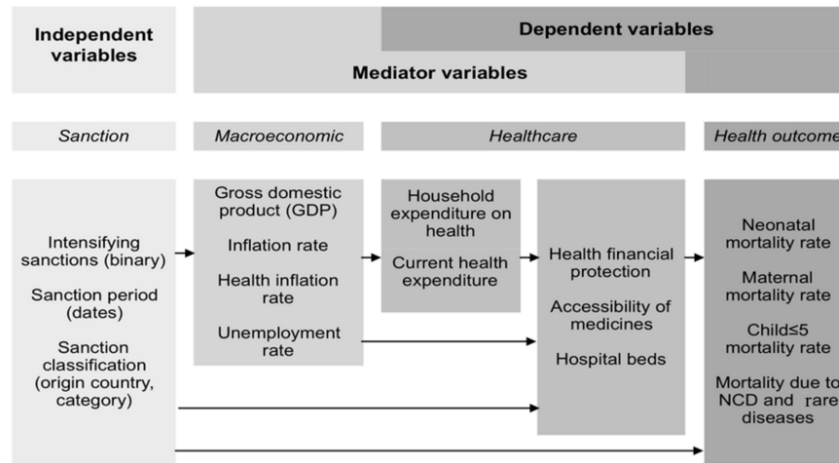 Independent
variables
Dependent variables
Mediator variables
Sanction
Macroeconomic
Healthcare
Health outcome
Intensifying
sanctions (binary)
Sanction period
(dates)
Sanction
classification
(origin country,
category)
Gross domestic
product (GDP)
Inflation rate
Health inflation
rate
Unemployment
rate
Household
expenditure on
health
Current health
expenditure
Health financial
protection
Accessibility of
medicines
Hospital beds
Neonatal
mortality rate
Maternal
mortality rate
Child≤5
mortality rate
Mortality due to
NCD and rare
diseases